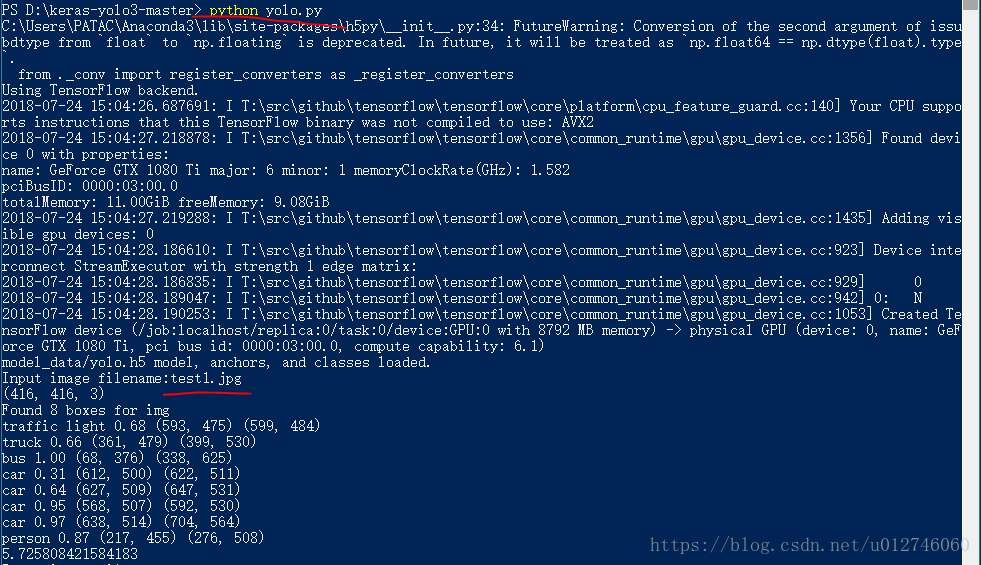 PS D:\keras-yolo3-master> python yolo.py
C:\Users\PATAC\Anaconda3\lib\site-packages\h5py\__init__.py:34: FutureWarning: Conversion of the second argument of issu
bdtype from `float` to `np.floating` is deprecated. In future, it will be treated as `np.float64 == np.dtype(float).type
`.
  from ._conv import register_converters as _register_converters
Using TensorFlow backend.
2018-07-24 15:04:26.687691: I T:\src\github\tensorflow\tensorflow\core\platform\cpu_feature_guard.cc:140] Your CPU suppo
rts instructions that this TensorFlow binary was not compiled to use: AVX2
2018-07-24 15:04:27.218878: I T:\src\github\tensorflow\tensorflow\core\common_runtime\gpu\gpu_device.cc:1356] Found devi
ce 0 with properties:
name: GeForce GTX 1080 Ti major: 6 minor: 1 memoryClockRate(GHz): 1.582
pciBusID: 0000:03:00.0
totalMemory: 11.00GiB freeMemory: 9.08GiB
2018-07-24 15:04:27.219288: I T:\src\github\tensorflow\tensorflow\core\common_runtime\gpu\gpu_device.cc:1435] Adding vis
ible gpu devices: 0
2018-07-24 15:04:28.186610: I T:\src\github\tensorflow\tensorflow\core\common_runtime\gpu\gpu_device.cc:923] Device inte
rconnect StreamExecutor with strength 1 edge matrix:
2018-07-24 15:04:28.186835: I T:\src\github\tensorflow\tensorflow\core\common_runtime\gpu\gpu_device.cc:929]      0
2018-07-24 15:04:28.189047: I T:\src\github\tensorflow\tensorflow\core\common_runtime\gpu\gpu_device.cc:942] 0:   N
2018-07-24 15:04:28.190253: I T:\src\github\tensorflow\tensorflow\core\common_runtime\gpu\gpu_device.cc:1053] Created Te
nsorFlow device (/job:localhost/replica:0/task:0/device:GPU:0 with 8792 MB memory) -> physical GPU (device: 0, name: GeF
orce GTX 1080 Ti, pci bus id: 0000:03:00.0, compute capability: 6.1)
model_data/yolo.h5 model, anchors, and classes loaded.
Input image filename:test1.jpg
(416, 416, 3)
Found 8 boxes for img
traffic light 0.68 (593, 475) (599, 484)
truck 0.66 (361, 479) (399, 530)
bus 1.00 (68, 376) (338, 625)
car 0.31 (612, 500) (622, 511)
car 0.64 (627, 509) (647, 531)
car 0.95 (568, 507) (592, 530)
car 0.97 (638, 514) (704, 564)
person 0.87 (217, 455) (276, 508)
5.725808421584183
https://blog.csdn.net/u012746060